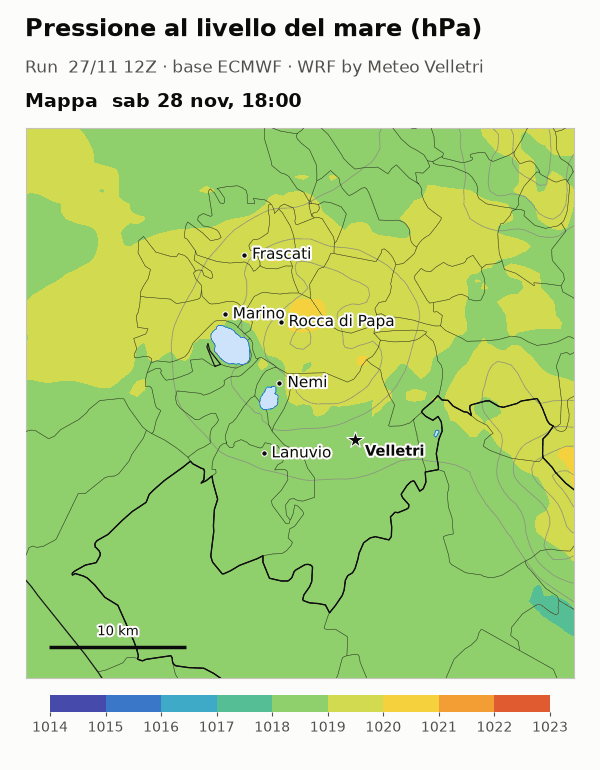 Pressione al livello del mare (hPa)
Run  27/11 12Z · base ECMWF · WRF by Meteo Velletri
Mappa  sab 28 nov, 18:00
Frascati
Marino
Rocca di Papa
Nemi
Velletri
Lanuvio
10 km
1014 1015 1016 1017 1018 1019 1020 1021 1022 1023